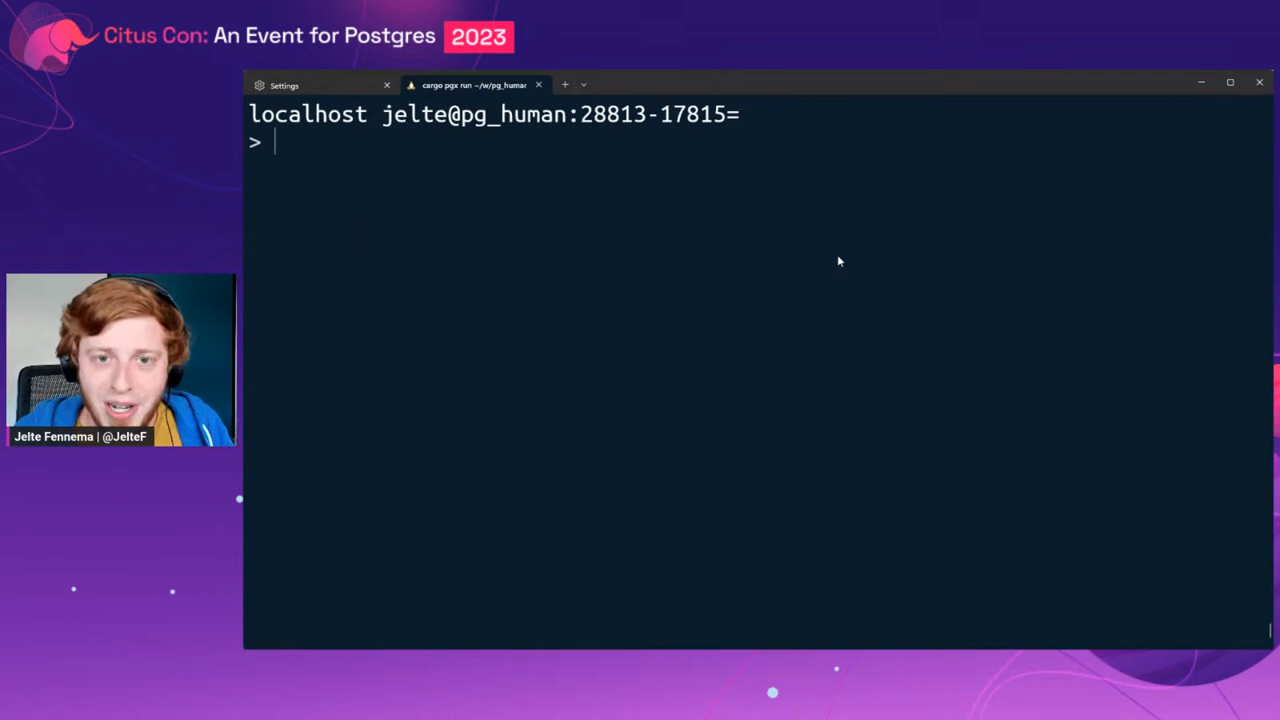 Citus Con: An Event for Postgres 2023
Settings
cargo pgx run ~/w/pg_humar
localhost jelte@pg_human:28813-17815=
>
Jelte Fennema | @JelteF